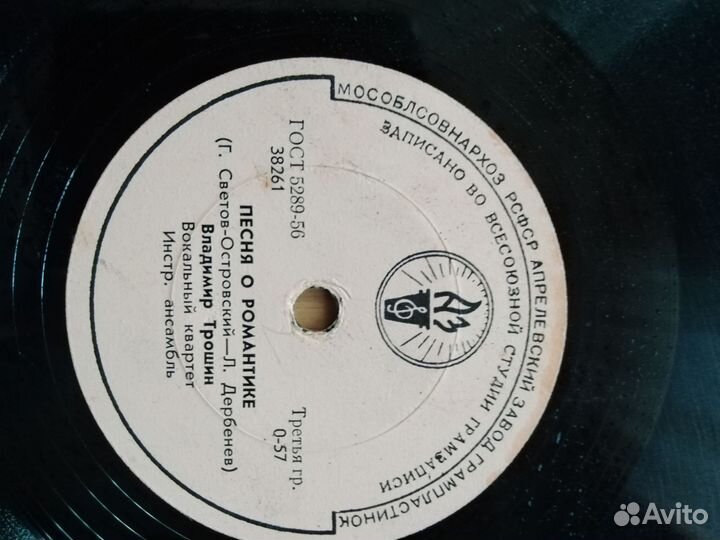 МОСОБЛСОВНАРХОЗ РСФСР АПРЕЛЕВСКИЙ ЗАВОД ГРАМПЛАСТИНОК
ЗАПИСАНО ВО ВСЕСОЮЗНОЙ СТУДИИ ГРАМЗАПИСИ
АЗ
ГОСТ 5289-56
38261
Третья гр.
0-57
ПЕСНЯ О РОМАНТИКЕ
(Г. Светов-Островский—Л. Дербенев)
Владимир Трошин
Вокальный квартет
Инстр. ансамбль
Avito